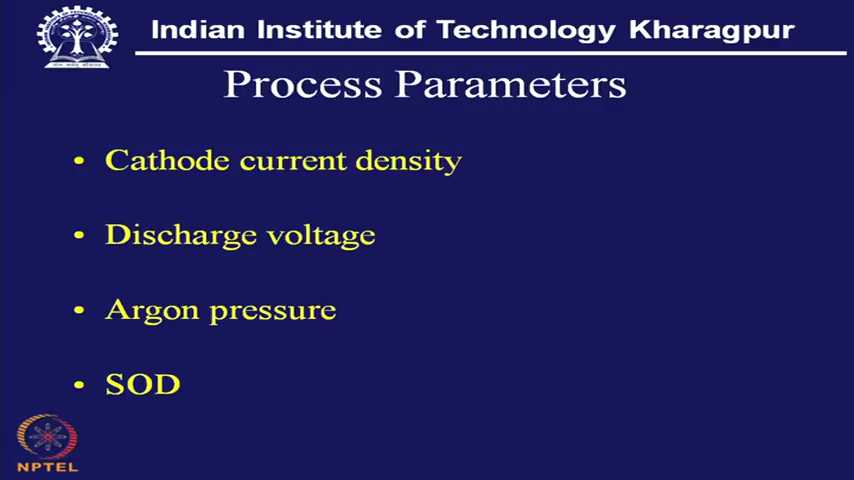 Indian Institute of Technology Kharagpur
Process Parameters
• Cathode current density
• Discharge voltage
• Argon pressure
• SOD
NPTEL